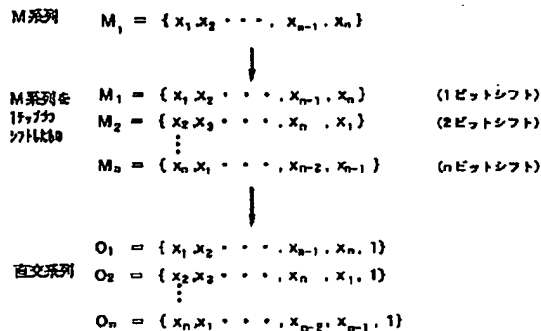 M系列 M₁ = { x₁,x₂ ・・・, xₙ₋₁, xₙ}
M系列を
1チップづつ
シフトしたもの
M₁ = { x₁,x₂ ・・・, xₙ₋₁, xₙ) (1ビットシフト)
M₂ = { x₂,x₃ ・・・, xₙ , x₁) (2ビットシフト)
Mₙ = { xₙ,x₁ ・・・, xₙ₋₂, xₙ₋₁ } (nビットシフト)
直交系列
O₁ = { x₁,x₂ ・・・, xₙ₋₁, xₙ, 1}
O₂ = { x₂,x₃ ・・・, xₙ , x₁, 1}
Oₙ = { xₙ,x₁ ・・・, xₙ₋₂, xₙ₋₁, 1}